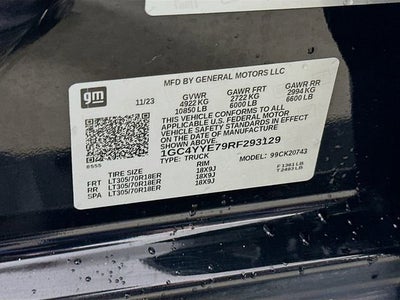 gm
MFD BY GENERAL MOTORS LLC
11/23 GVWR GAWR FRT GAWR RR
4922 KG 2722 KG 2994 KG
10850 LB 6000 LB 6600 LB
THIS VEHICLE CONFORMS TO ALL
APPLICABLE U.S. FEDERAL MOTOR
VEHICLE SAFETY STANDARDS IN EFFECT
ON THE DATE OF MANUFACTURE
1GC4YYE79RF293129
TYPE: TRUCK MODEL: 99CK20743
TIRE SIZE RIM
FRT LT305/70R18ER 18X9J
RR LT305/70R18ER 18X9J
SPA LT305/70R18ER 18X9J